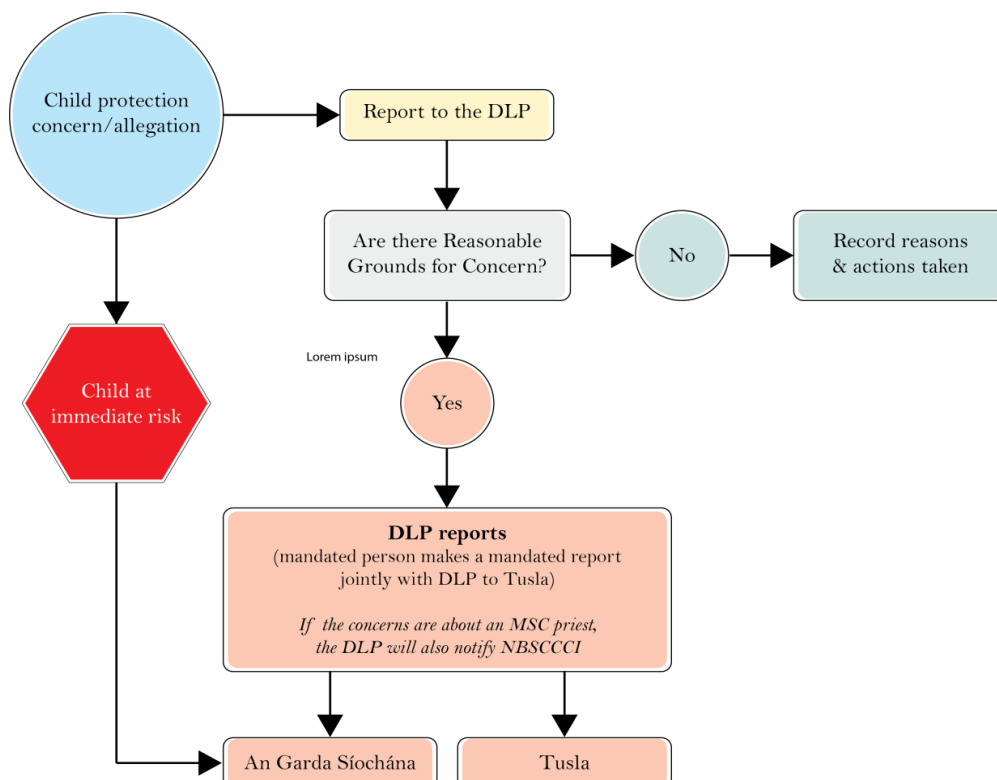 Child protection
concern/allegation
Report to the DLP
Are there Reasonable
Grounds for Concern?
No
Record reasons
& actions taken
Lorem ipsum
Yes
Child at
immediate risk
DLP reports
(mandated person makes a mandated report
jointly with DLP to Tusla)
If the concerns are about an MSC priest,
the DLP will also notify NBSCCCI
An Garda Síochána
Tusla